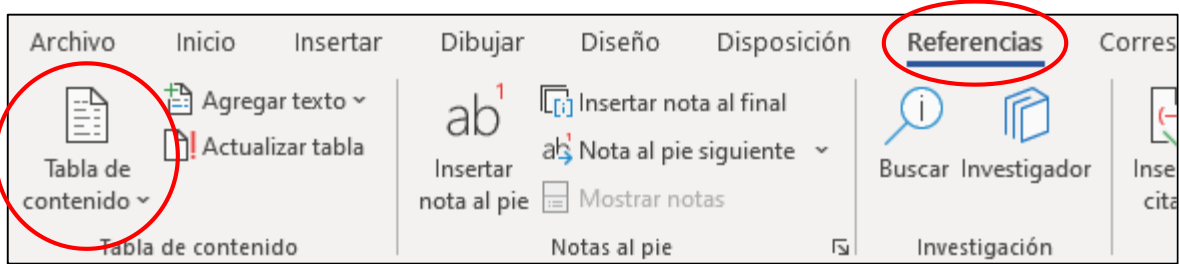 Archivo Inicio Insertar Dibujar Diseño Disposición Referencias Corres
Tabla de contenido
Agregar texto
Actualizar tabla
Tabla de contenido
ab1
Insertar
nota al pie
Insertar nota al final
Nota al pie siguiente
Mostrar notas
Notas al pie
Buscar
Investigador
Investigación
Inse
cita